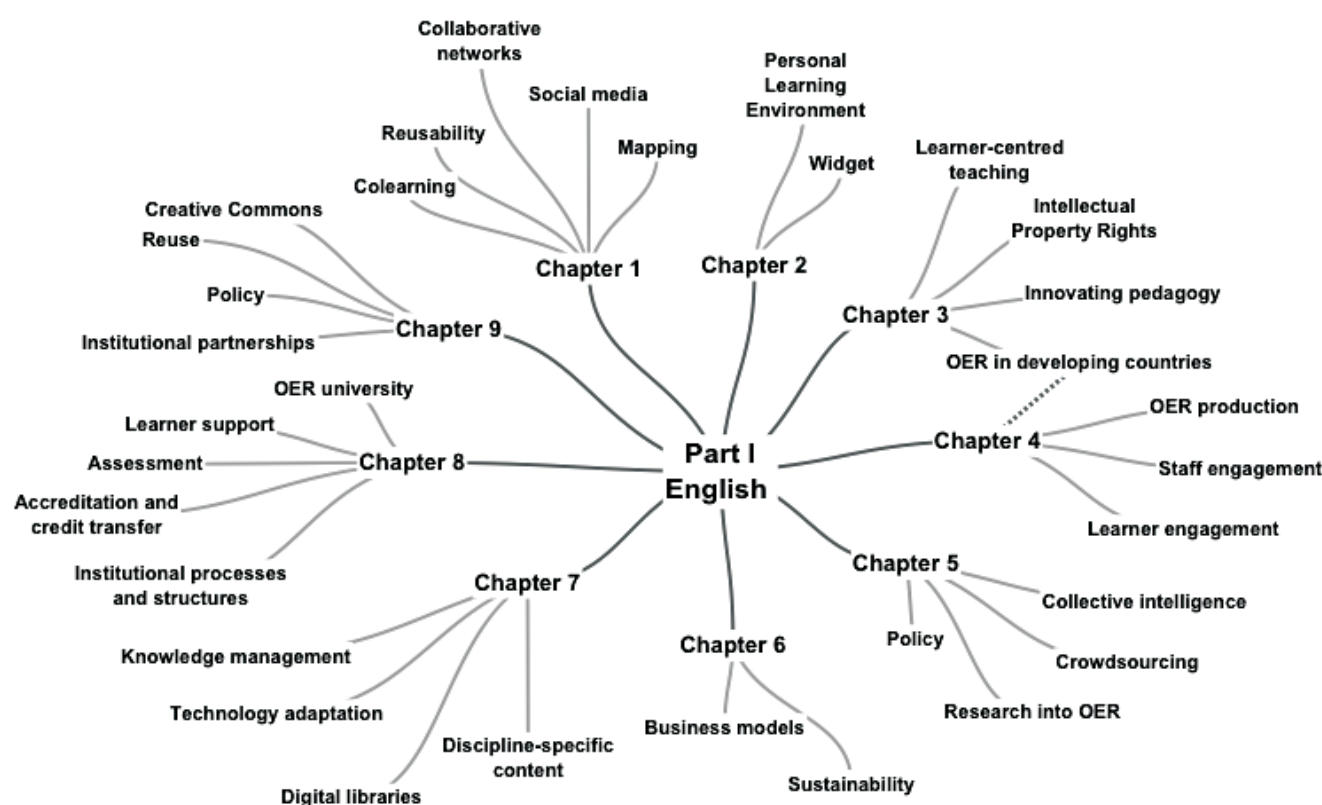 Part I
English
Chapter 1
Colearning
Reusability
Collaborative
networks
Social media
Mapping
Chapter 2
Personal
Learning
Environment
Widget
Chapter 3
Learner-centred
teaching
Intellectual
Property Rights
Innovating pedagogy
OER in developing countries
Chapter 4
OER production
Staff engagement
Learner engagement
Chapter 5
Collective intelligence
Crowdsourcing
Research into OER
Policy
Chapter 6
Business models
Sustainability
Chapter 7
Knowledge management
Technology adaptation
Digital libraries
Discipline-specific
content
Chapter 8
OER university
Learner support
Assessment
Accreditation and
credit transfer
Institutional processes
and structures
Chapter 9
Creative Commons
Reuse
Policy
Institutional partnerships